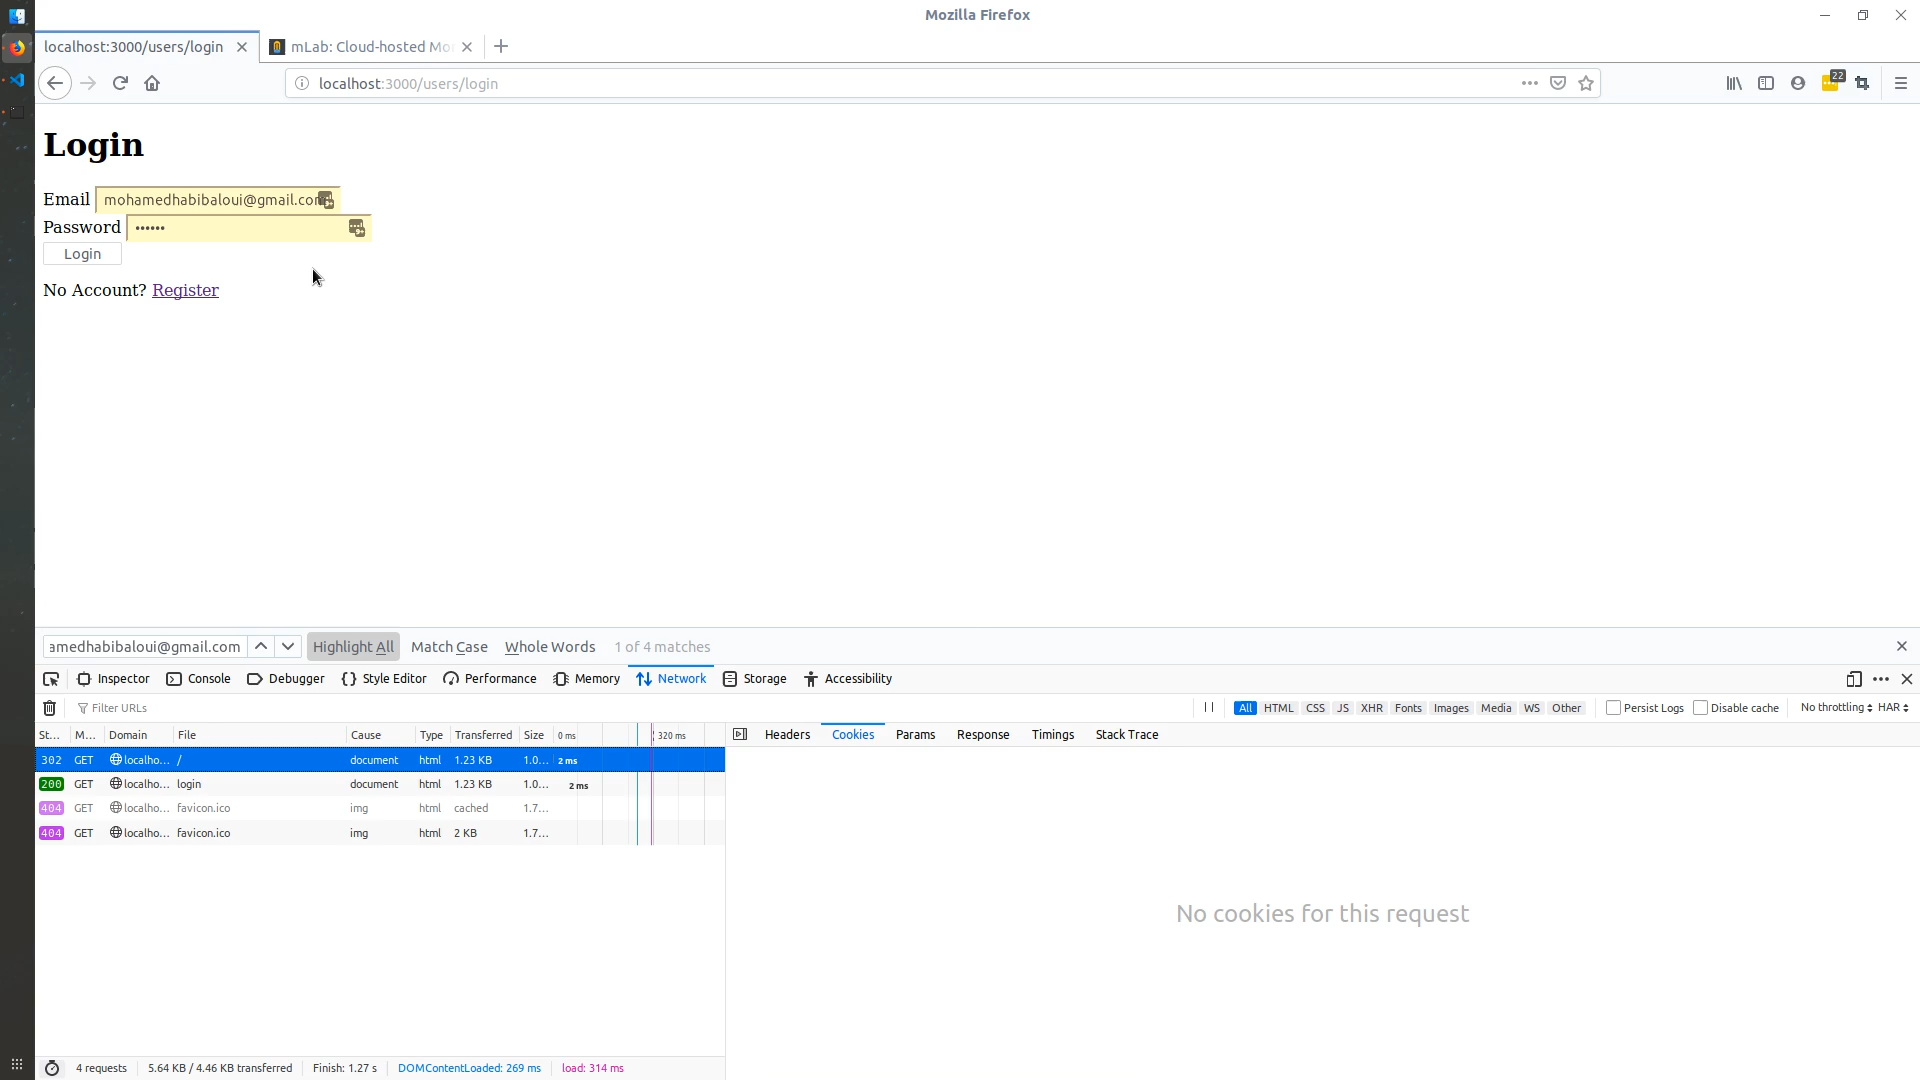 Mozilla Firefox
localhost:3000/users/login
mLab: Cloud-hosted Mo
localhost:3000/users/login
22
Login
Email mohamedhabibaloui@gmail.com
Password ••••••
Login
No Account? Register
amedhabibaloui@gmail.com Highlight All Match Case Whole Words 1 of 4 matches
Inspector Console Debugger Style Editor Performance Memory Network Storage Accessibility
Filter URLs All HTML CSS JS XHR Fonts Images Media WS Other Persist Logs Disable cache No throttling HAR
St... M... Domain File Cause Type Transferred Size 0 ms 320 ms Headers Cookies Params Response Timings Stack Trace
302 GET localho... / document html 1.23 KB 1.0... 2 ms
200 GET localho... login document html 1.23 KB 1.0... 2 ms
404 GET localho... favicon.ico img html cached 1.7...
404 GET localho... favicon.ico img html 2 KB 1.7...
No cookies for this request
4 requests 5.64 KB / 4.46 KB transferred Finish: 1.27 s DOMContentLoaded: 269 ms load: 314 ms